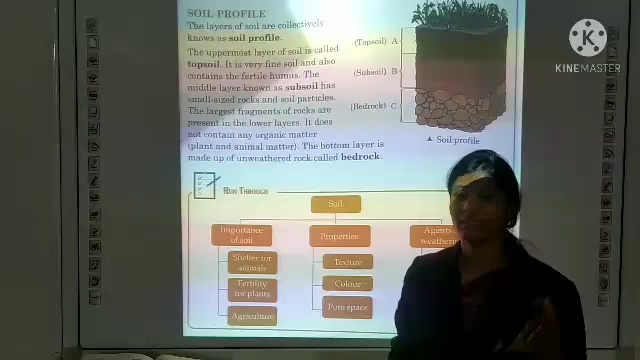 SOIL PROFILE
The layers of soil are collectively
known as soil profile.
The uppermost layer of soil is called
topsoil. It is very fine soil and also
contains the fertile humus. The
middle layer known as subsoil has
small-sized rocks and soil particles.
The largest fragments of rocks are
present in the lower layers. It does
not contain any organic matter
(plant and animal matter). The bottom layer is
made up of unweathered rock called bedrock.
(Topsoil) A
(Subsoil) B
(Bedrock) C
▲ Soil profile
KINEMASTER
RUN THROUGH
Soil
Importance
of soil
Properties
Agents
weather
Shelter for
animals
Texture
Fertility
for plants
Colour
Agriculture
Pore space